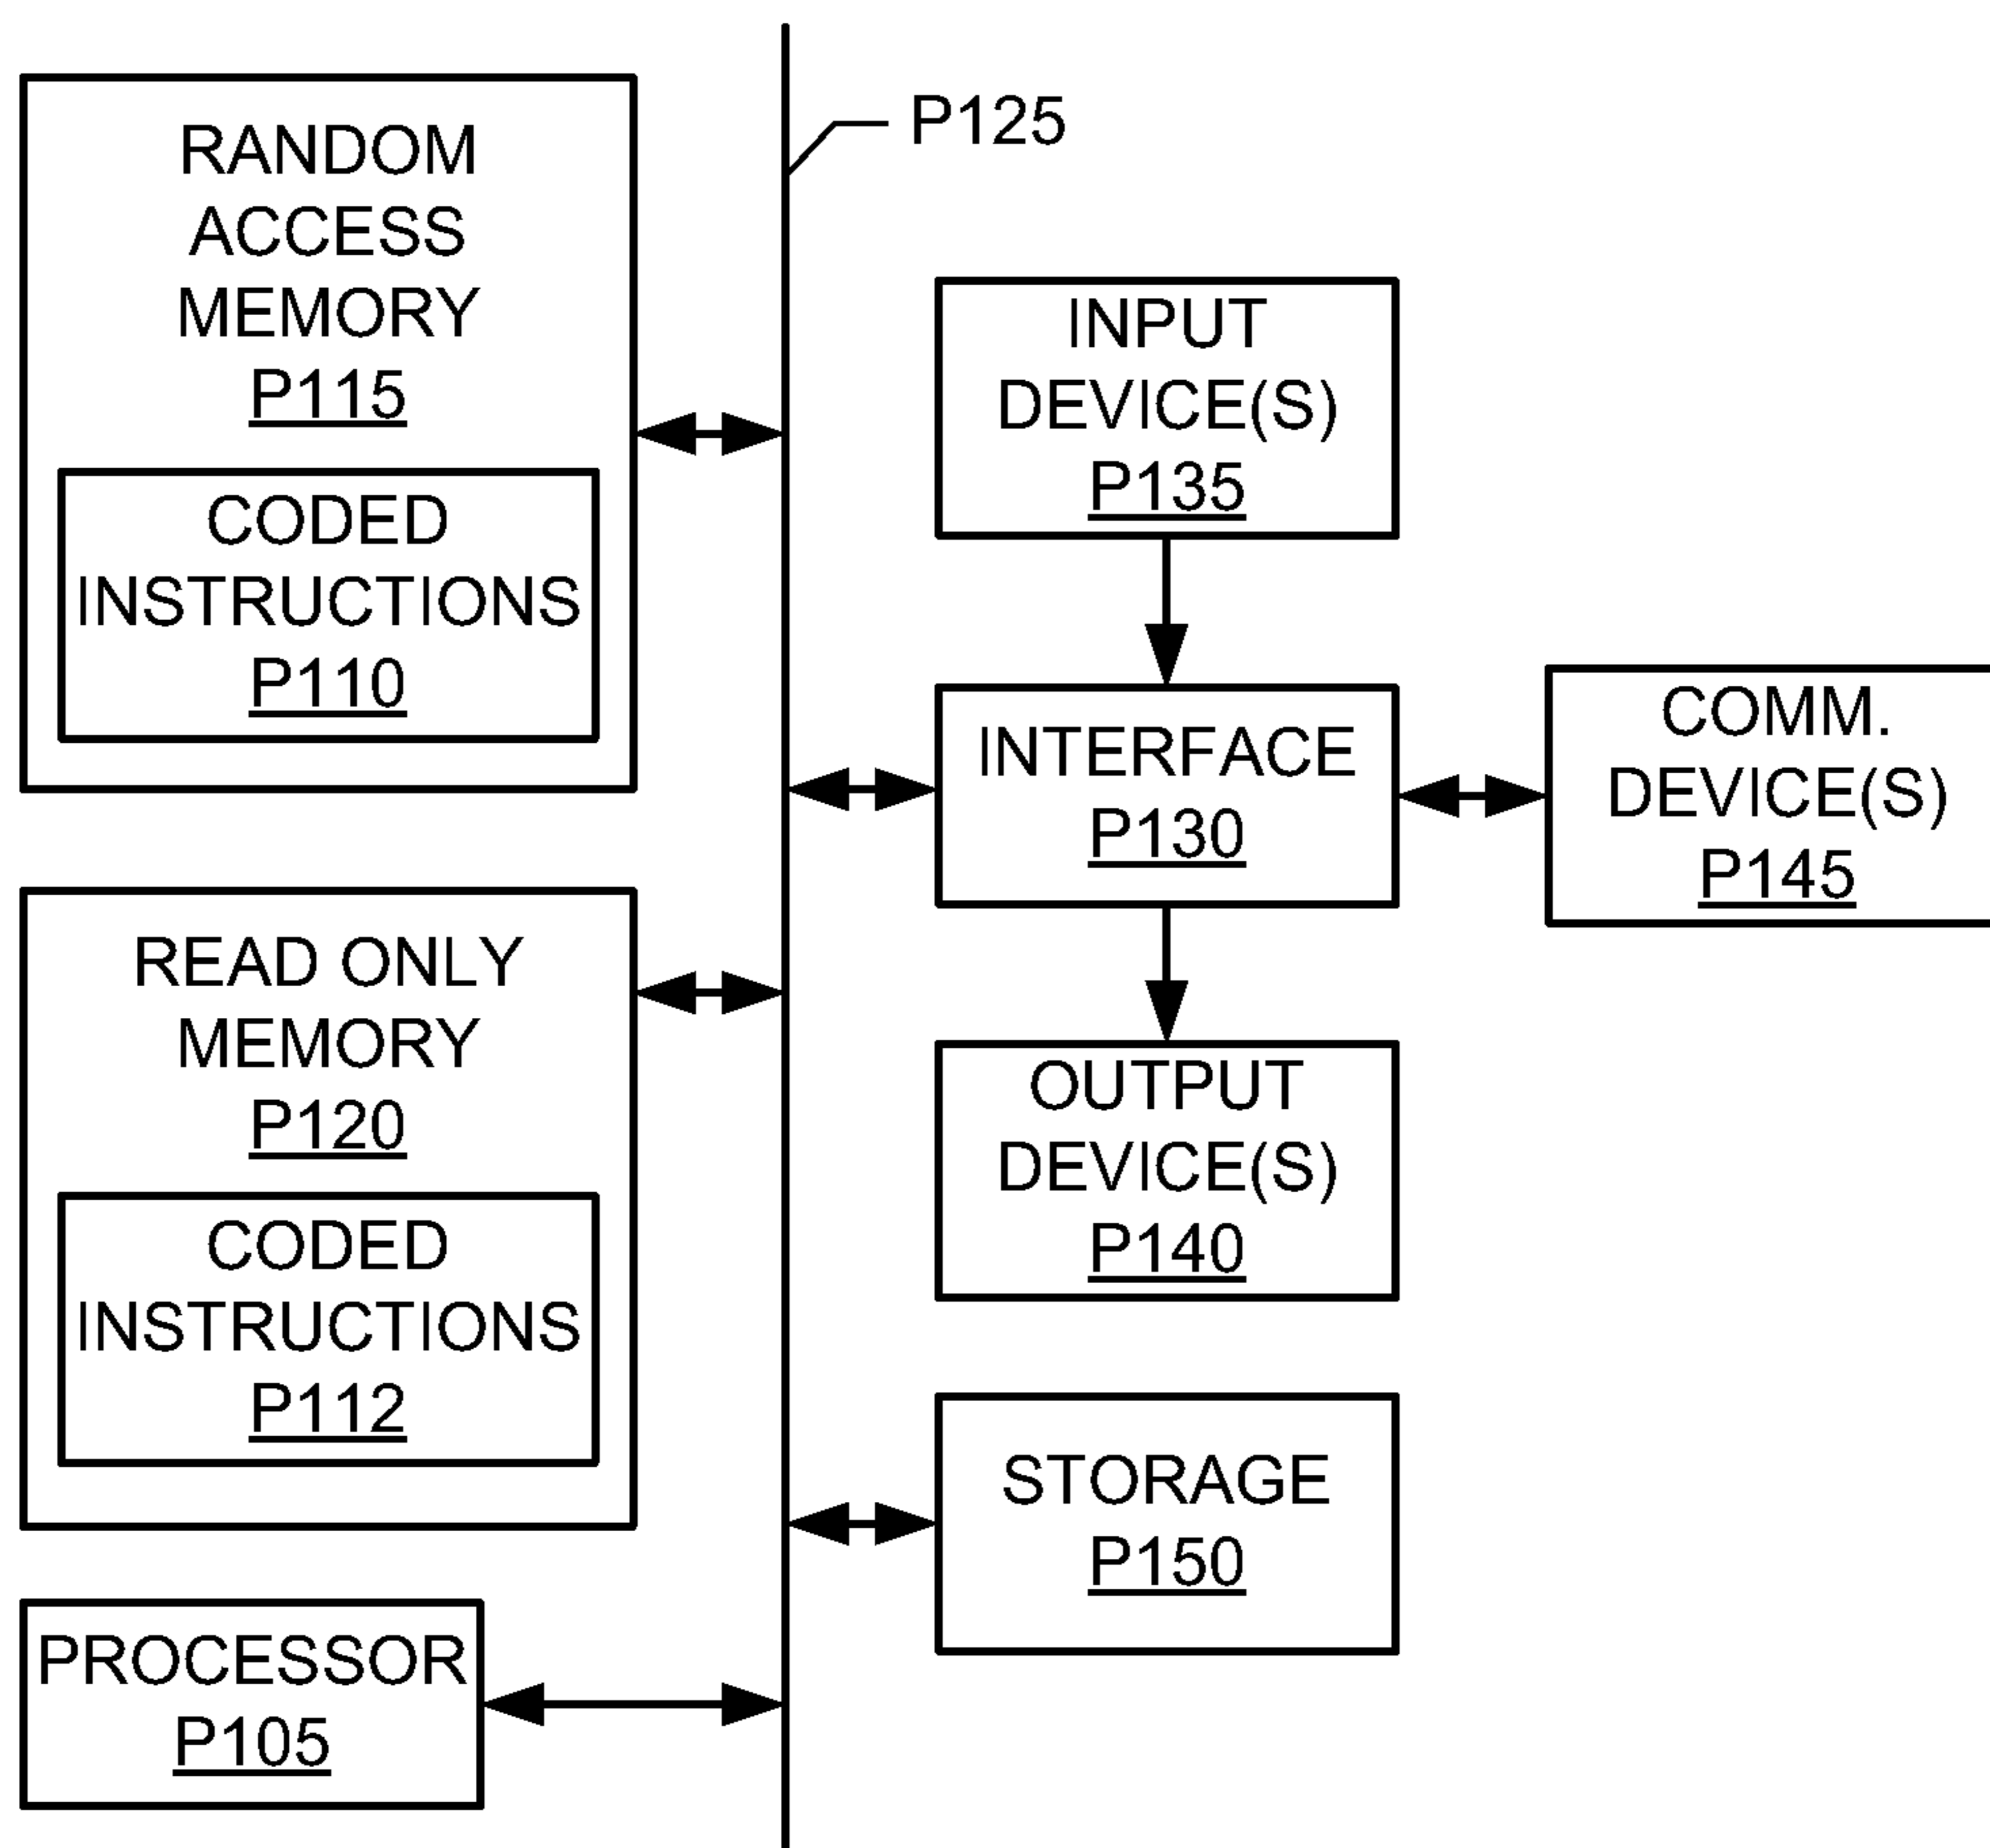 RANDOM
ACCESS
MEMORY
P115
CODED
INSTRUCTIONS
P110
READ ONLY
MEMORY
P120
CODED
INSTRUCTIONS
P112
PROCESSOR
P105
P125
INPUT
DEVICE(S)
P135
INTERFACE
P130
COMM.
DEVICE(S)
P145
OUTPUT
DEVICE(S)
P140
STORAGE
P150